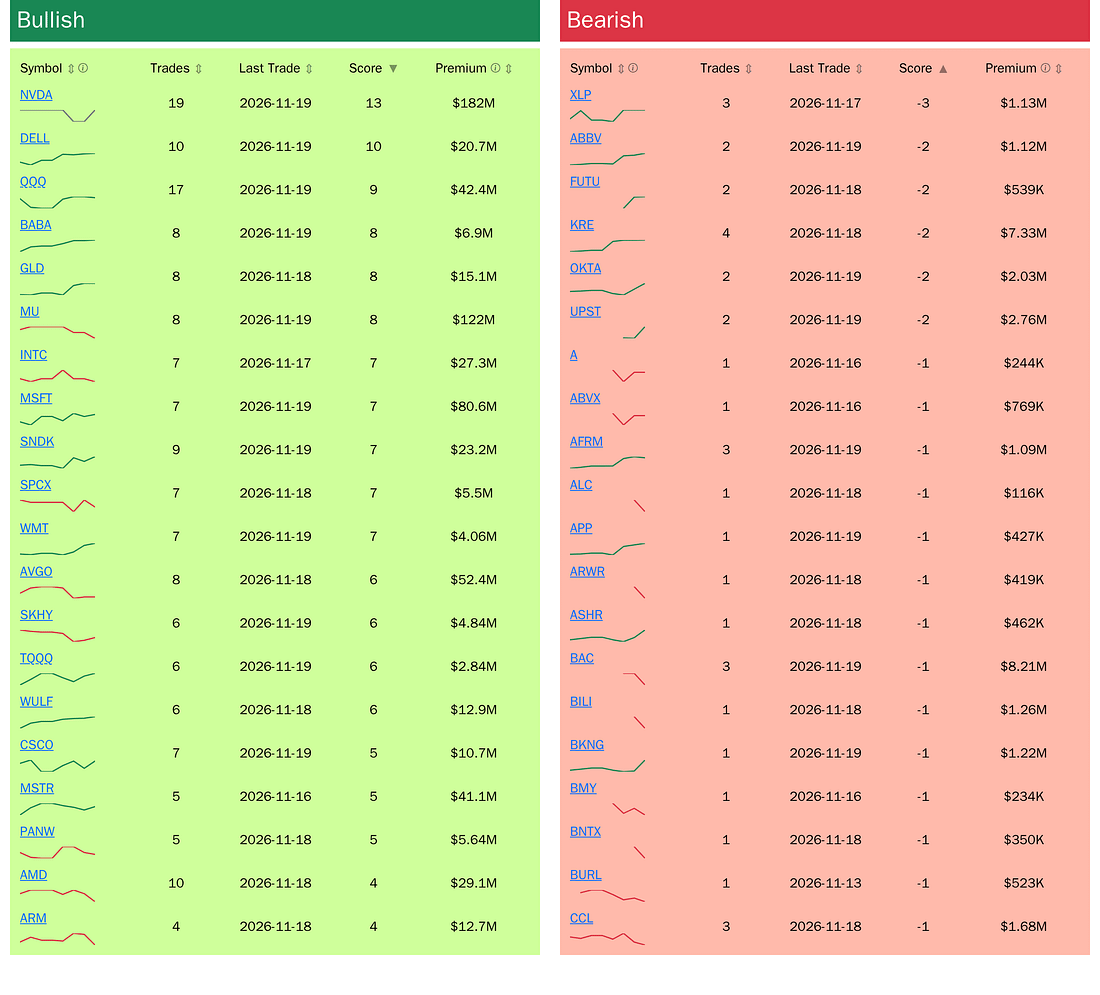 Bullish
Symbol Trades Last Trade Score ▼ Premium
NVDA 19 2026-11-19 13 $182M
DELL 10 2026-11-19 10 $20.7M
QQQ 17 2026-11-19 9 $42.4M
BABA 8 2026-11-19 8 $6.9M
GLD 8 2026-11-18 8 $15.1M
MU 8 2026-11-19 8 $122M
INTC 7 2026-11-17 7 $27.3M
MSFT 7 2026-11-19 7 $80.6M
SNDK 9 2026-11-19 7 $23.2M
SPCX 7 2026-11-18 7 $5.5M
WMT 7 2026-11-19 7 $4.06M
AVGO 8 2026-11-18 6 $52.4M
SKHY 6 2026-11-19 6 $4.84M
TQQQ 6 2026-11-19 6 $2.84M
WULF 6 2026-11-18 6 $12.9M
CSCO 7 2026-11-19 5 $10.7M
MSTR 5 2026-11-16 5 $41.1M
PANW 5 2026-11-18 5 $5.64M
AMD 10 2026-11-18 4 $29.1M
ARM 4 2026-11-18 4 $12.7M
Bearish
Symbol Trades Last Trade Score ▲ Premium
XLP 3 2026-11-17 -3 $1.13M
ABBV 2 2026-11-19 -2 $1.12M
FUTU 2 2026-11-18 -2 $539K
KRE 4 2026-11-18 -2 $7.33M
OKTA 2 2026-11-19 -2 $2.03M
UPST 2 2026-11-19 -2 $2.76M
A 1 2026-11-16 -1 $244K
ABVX 1 2026-11-16 -1 $769K
AFRM 3 2026-11-19 -1 $1.09M
ALC 1 2026-11-18 -1 $116K
APP 1 2026-11-19 -1 $427K
ARWR 1 2026-11-18 -1 $419K
ASHR 1 2026-11-18 -1 $462K
BAC 3 2026-11-19 -1 $8.21M
BILI 1 2026-11-18 -1 $1.26M
BKNG 1 2026-11-19 -1 $1.22M
BMY 1 2026-11-16 -1 $234K
BNTX 1 2026-11-18 -1 $350K
BURL 1 2026-11-13 -1 $523K
CCL 3 2026-11-18 -1 $1.68M